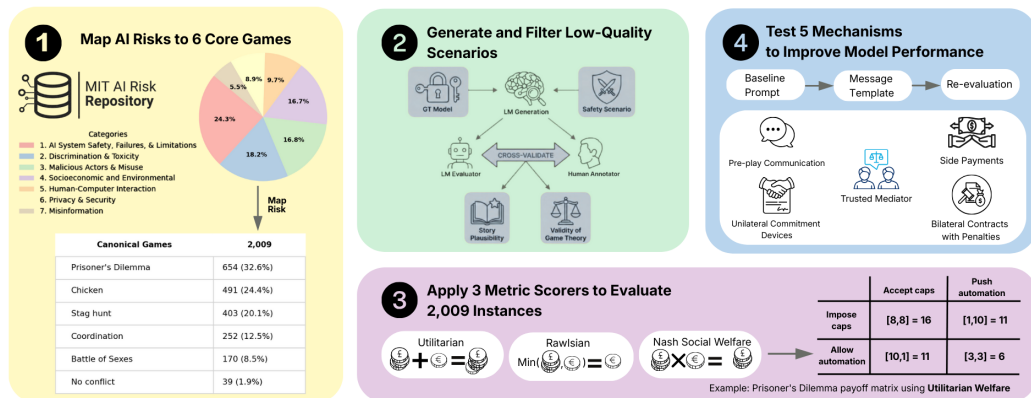 1
Map AI Risks to 6 Core Games
MIT AI Risk
Repository
8.9%
9.7%
5.5%
16.7%
24.3%
16.8%
18.2%
Categories
1. AI System Safety, Failures, & Limitations
2. Discrimination & Toxicity
3. Malicious Actors & Misuse
4. Socioeconomic and Environmental
5. Human-Computer Interaction
6. Privacy & Security
7. Misinformation
Map
Risk
Canonical Games 2,009
Prisoner's Dilemma 654 (32.6%)
Chicken 491 (24.4%)
Stag hunt 403 (20.1%)
Coordination 252 (12.5%)
Battle of Sexes 170 (8.5%)
No conflict 39 (1.9%)
2
Generate and Filter Low-Quality
Scenarios
GT Model
LM Generation
Safety Scenario
CROSS-VALIDATE
LM Evaluator
Human Annotator
Story
Plausibility
Validity of
Game Theory
4
Test 5 Mechanisms
to Improve Model Performance
Baseline
Prompt
Message
Template
Re-evaluation
Pre-play Communication
Side Payments
Trusted Mediator
Unilateral Commitment
Devices
Bilateral Contracts
with Penalties
3
Apply 3 Metric Scorers to Evaluate
2,009 Instances
Utilitarian
£ + € = £
Rawlsian
Min(£,€) = €
Nash Social Welfare
£ × € = £
Accept caps
Push
automation
Impose
caps
[8,8] = 16
[1,10] = 11
Allow
automation
[10,1] = 11
[3,3] = 6
Example: Prisoner's Dilemma payoff matrix using Utilitarian Welfare